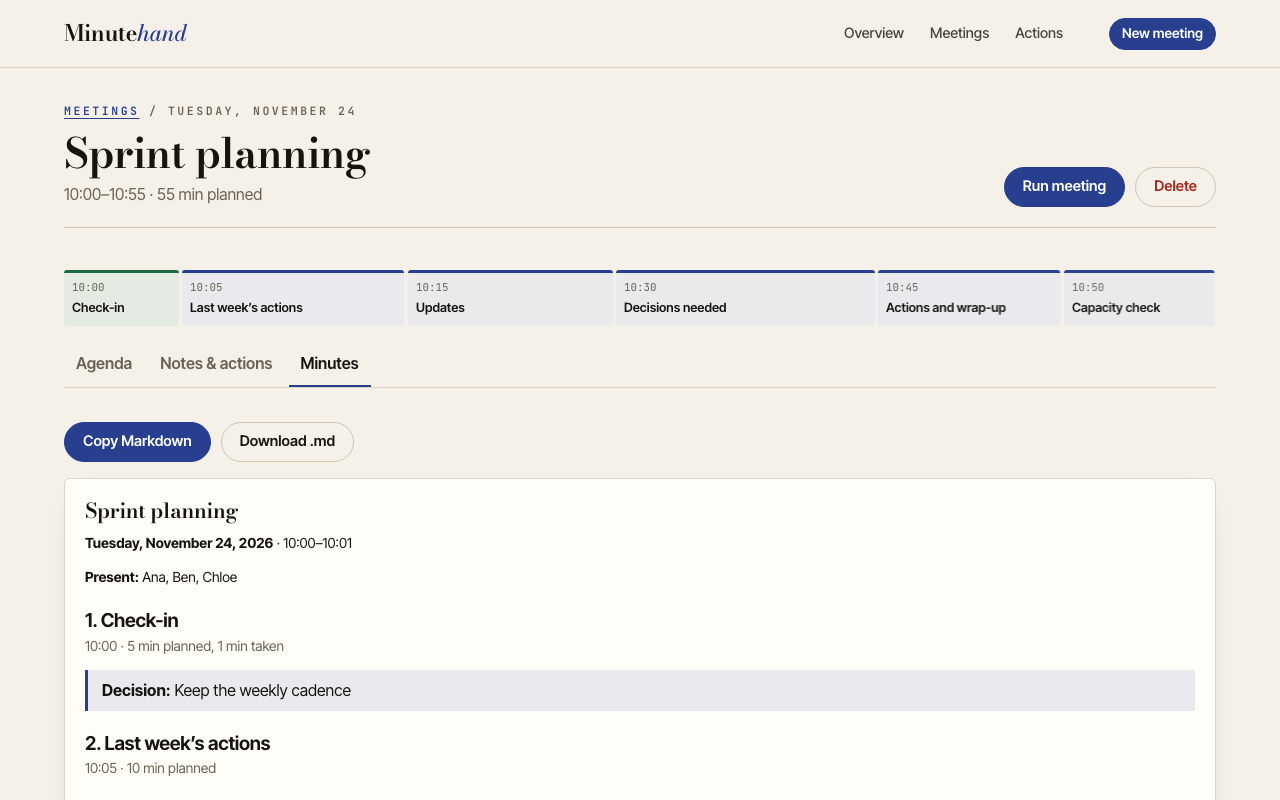 Minutehand
Overview
Meetings
Actions
New meeting
MEETINGS / TUESDAY, NOVEMBER 24
Sprint planning
10:00–10:55 · 55 min planned
Run meeting
Delete
10:00
Check-in
10:05
Last week’s actions
10:15
Updates
10:30
Decisions needed
10:45
Actions and wrap-up
10:50
Capacity check
Agenda
Notes & actions
Minutes
Copy Markdown
Download .md
Sprint planning
Tuesday, November 24, 2026 · 10:00–10:01
Present: Ana, Ben, Chloe
1. Check-in
10:00 · 5 min planned, 1 min taken
Decision: Keep the weekly cadence
2. Last week’s actions
10:05 · 10 min planned